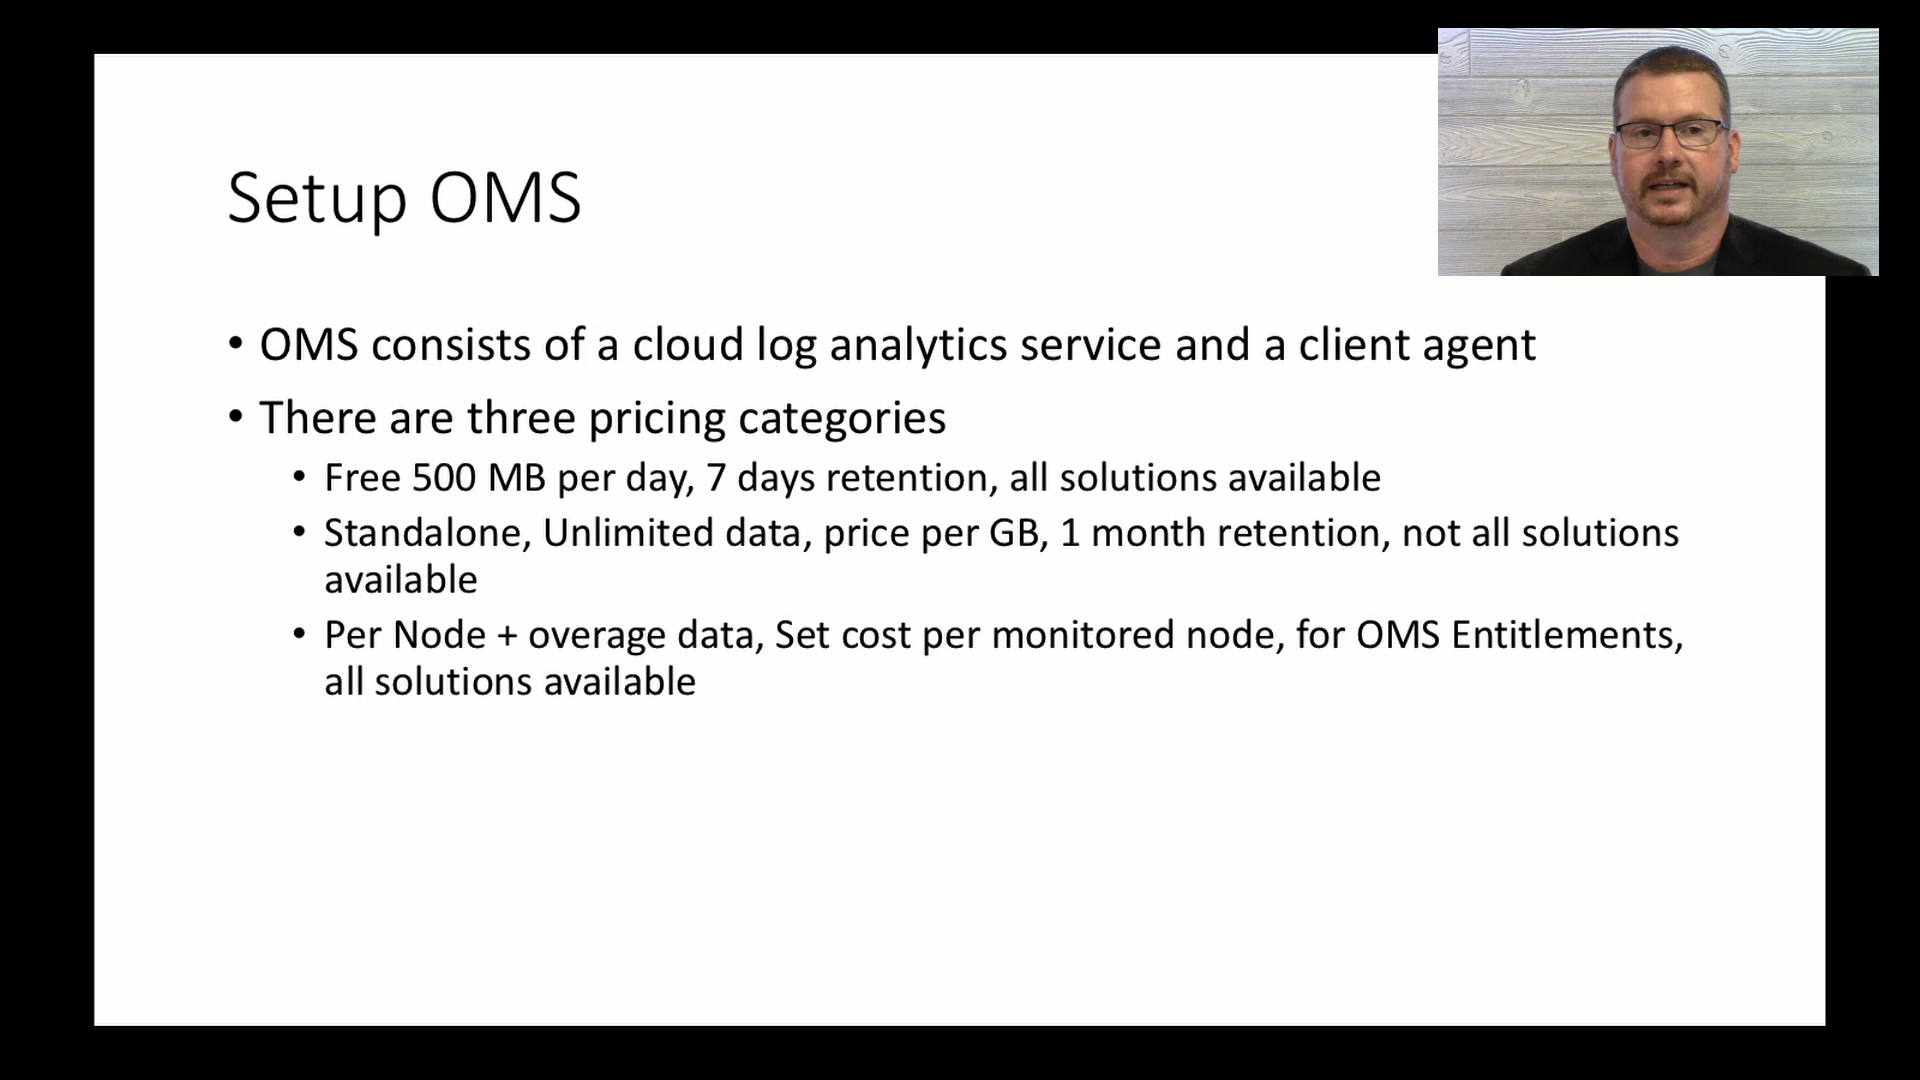 Setup OMS
• OMS consists of a cloud log analytics service and a client agent
• There are three pricing categories
• Free 500 MB per day, 7 days retention, all solutions available
• Standalone, Unlimited data, price per GB, 1 month retention, not all solutions
available
• Per Node + overage data, Set cost per monitored node, for OMS Entitlements,
all solutions available